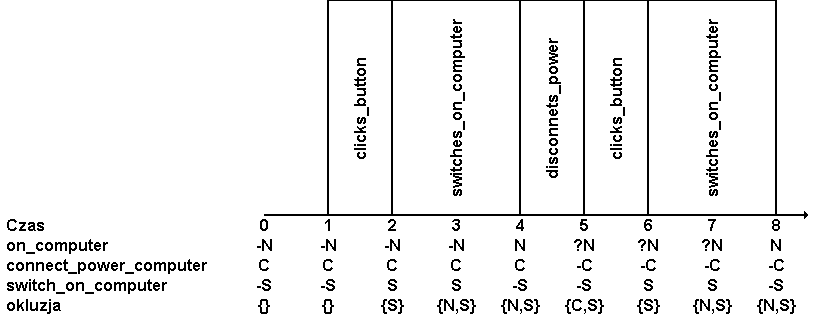 clicks_button
switches_on_computer
disconnets_power
clicks_button
switches_on_computer
Czas 0 1 2 3 4 5 6 7 8
on_computer -N -N -N -N N ?N ?N ?N N
connect_power_computer C C C C C -C -C -C -C
switch_on_computer -S -S S S -S -S S S -S
okluzja {} {} {S} {N,S} {N,S} {C,S} {S} {N,S} {N,S}